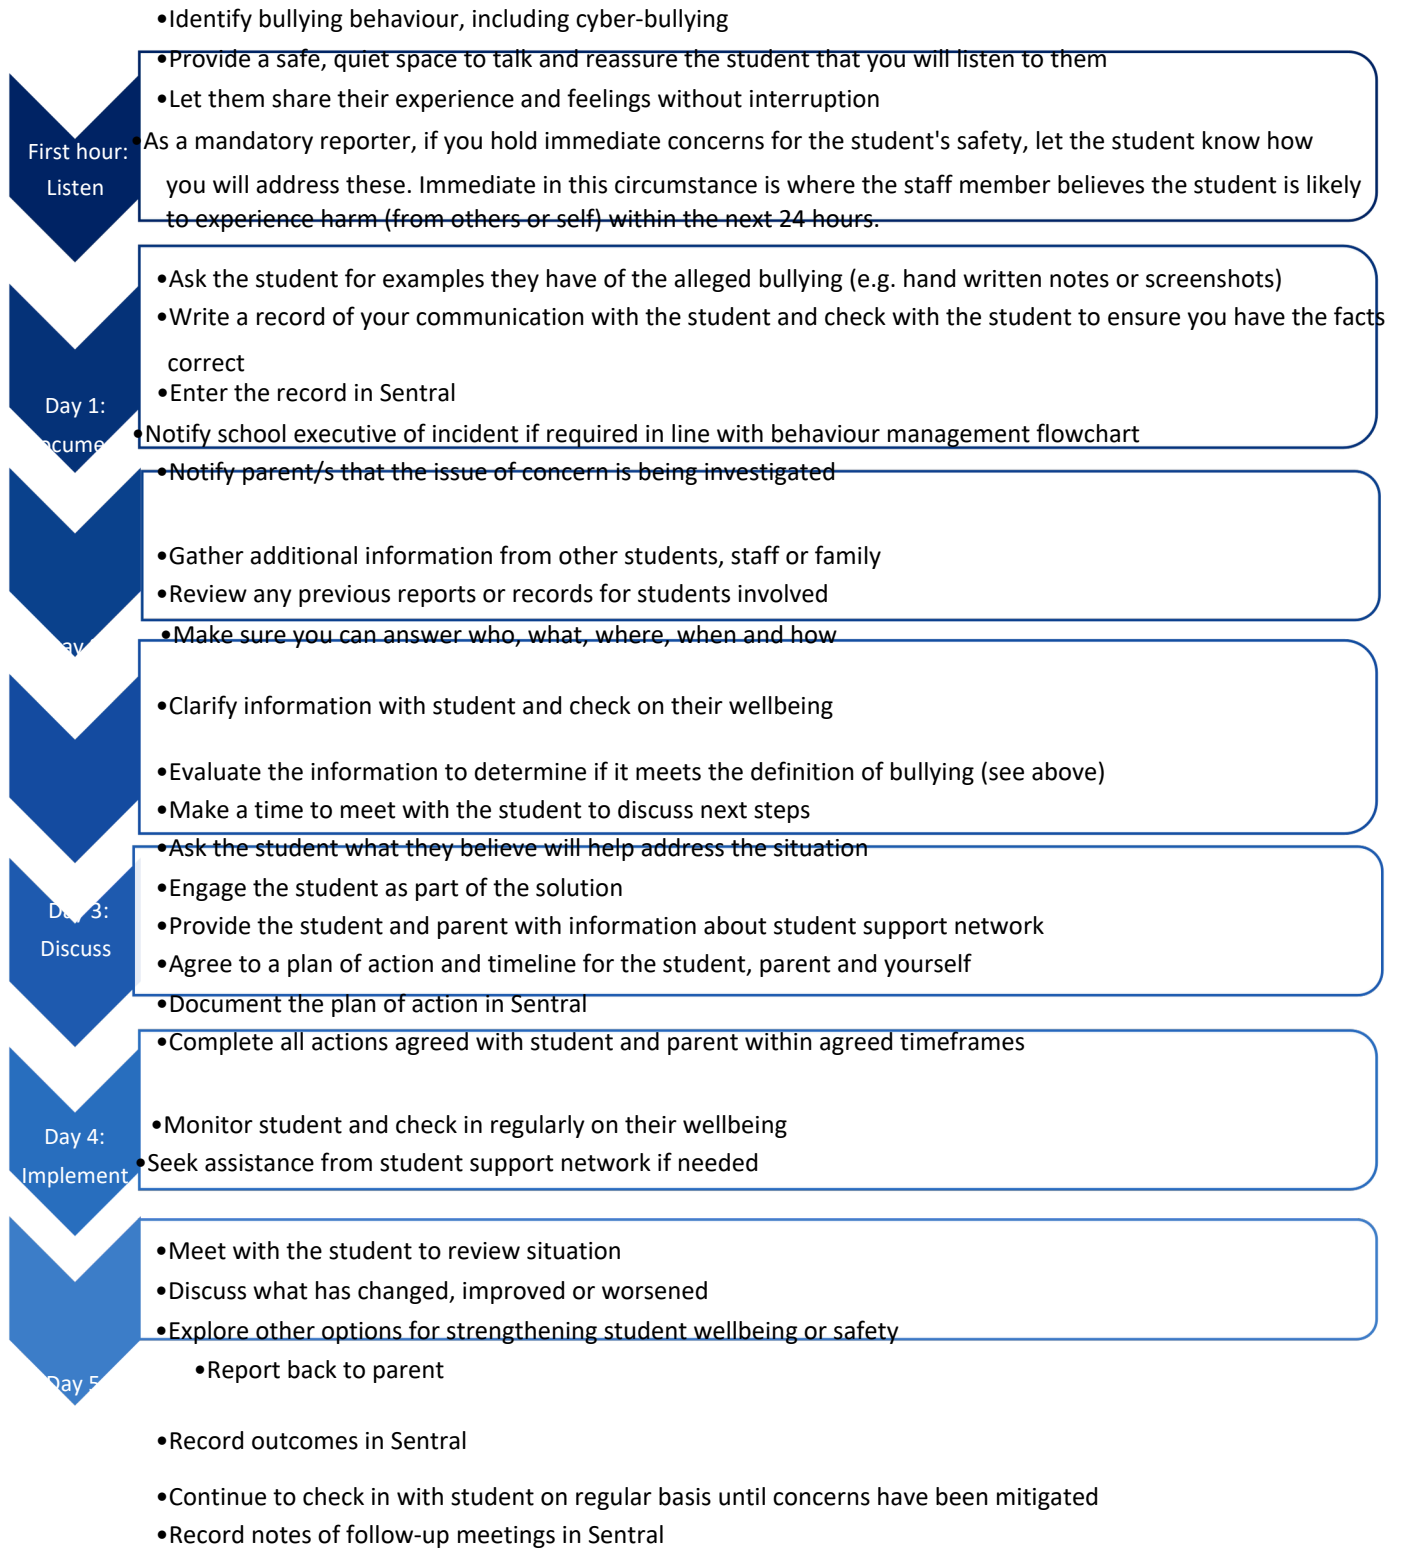 •Identify bullying behaviour, including cyber-bullying
•Provide a safe, quiet space to talk and reassure the student that you will listen to them
•Let them share their experience and feelings without interruption
First hour:
Listen
•As a mandatory reporter, if you hold immediate concerns for the student's safety, let the student know how
you will address these. Immediate in this circumstance is where the staff member believes the student is likely
to experience harm (from others or self) within the next 24 hours.
•Ask the student for examples they have of the alleged bullying (e.g. hand written notes or screenshots)
•Write a record of your communication with the student and check with the student to ensure you have the facts
correct
•Enter the record in Sentral
Day 1:
ocume
•Notify school executive of incident if required in line with behaviour management flowchart
•Notify parent/s that the issue of concern is being investigated
•Gather additional information from other students, staff or family
•Review any previous reports or records for students involved
•Make sure you can answer who, what, where, when and how
•Clarify information with student and check on their wellbeing
•Evaluate the information to determine if it meets the definition of bullying (see above)
•Make a time to meet with the student to discuss next steps
•Ask the student what they believe will help address the situation
•Engage the student as part of the solution
Day 3:
Discuss
•Provide the student and parent with information about student support network
•Agree to a plan of action and timeline for the student, parent and yourself
•Document the plan of action in Sentral
•Complete all actions agreed with student and parent within agreed timeframes
Day 4:
Implement
•Monitor student and check in regularly on their wellbeing
•Seek assistance from student support network if needed
•Meet with the student to review situation
•Discuss what has changed, improved or worsened
•Explore other options for strengthening student wellbeing or safety
•Report back to parent
Day 5
•Record outcomes in Sentral
•Continue to check in with student on regular basis until concerns have been mitigated
•Record notes of follow-up meetings in Sentral